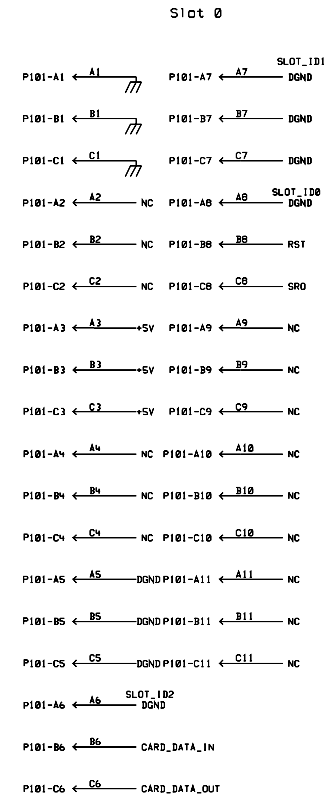 Slot 0
SLOT_ID1
P101-A1 A1 P101-A7 A7 DGND
P101-B1 B1 P101-B7 B7 DGND
P101-C1 C1 P101-C7 C7 DGND
SLOT_ID0
P101-A2 A2 NC P101-A8 A8 DGND
P101-B2 B2 NC P101-B8 B8 RST
P101-C2 C2 NC P101-C8 C8 SR0
P101-A3 A3 +5V P101-A9 A9 NC
P101-B3 B3 +5V P101-B9 B9 NC
P101-C3 C3 +5V P101-C9 C9 NC
P101-A4 A4 NC P101-A10 A10 NC
P101-B4 B4 NC P101-B10 B10 NC
P101-C4 C4 NC P101-C10 C10 NC
P101-A5 A5 DGND P101-A11 A11 NC
P101-B5 B5 DGND P101-B11 B11 NC
P101-C5 C5 DGND P101-C11 C11 NC
SLOT_ID2
P101-A6 A6 DGND
P101-B6 B6 CARD_DATA_IN
P101-C6 C6 CARD_DATA_OUT